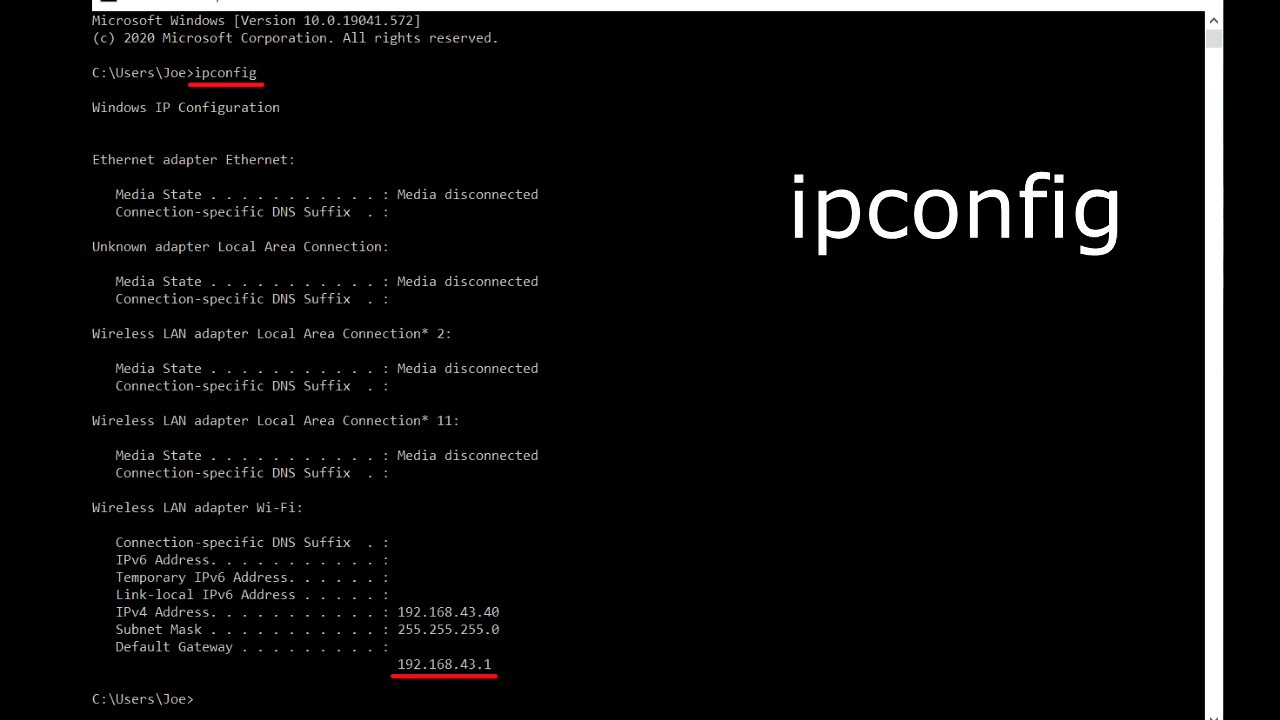 Microsoft Windows [Version 10.0.19041.572]
(c) 2020 Microsoft Corporation. All rights reserved.
C:\Users\Joe>ipconfig
Windows IP Configuration
Ethernet adapter Ethernet:
Media State . . . . . . . . . . . : Media disconnected
Connection-specific DNS Suffix  . :
Unknown adapter Local Area Connection:
Media State . . . . . . . . . . . : Media disconnected
Connection-specific DNS Suffix  . :
Wireless LAN adapter Local Area Connection* 2:
Media State . . . . . . . . . . . : Media disconnected
Connection-specific DNS Suffix  . :
Wireless LAN adapter Local Area Connection* 11:
Media State . . . . . . . . . . . : Media disconnected
Connection-specific DNS Suffix  . :
Wireless LAN adapter Wi-Fi:
Connection-specific DNS Suffix  . :
IPv6 Address. . . . . . . . . . . :
Temporary IPv6 Address. . . . . . :
Link-local IPv6 Address . . . . . :
IPv4 Address. . . . . . . . . . . : 192.168.43.40
Subnet Mask . . . . . . . . . . . : 255.255.255.0
Default Gateway . . . . . . . . . :
192.168.43.1
C:\Users\Joe>
ipconfig